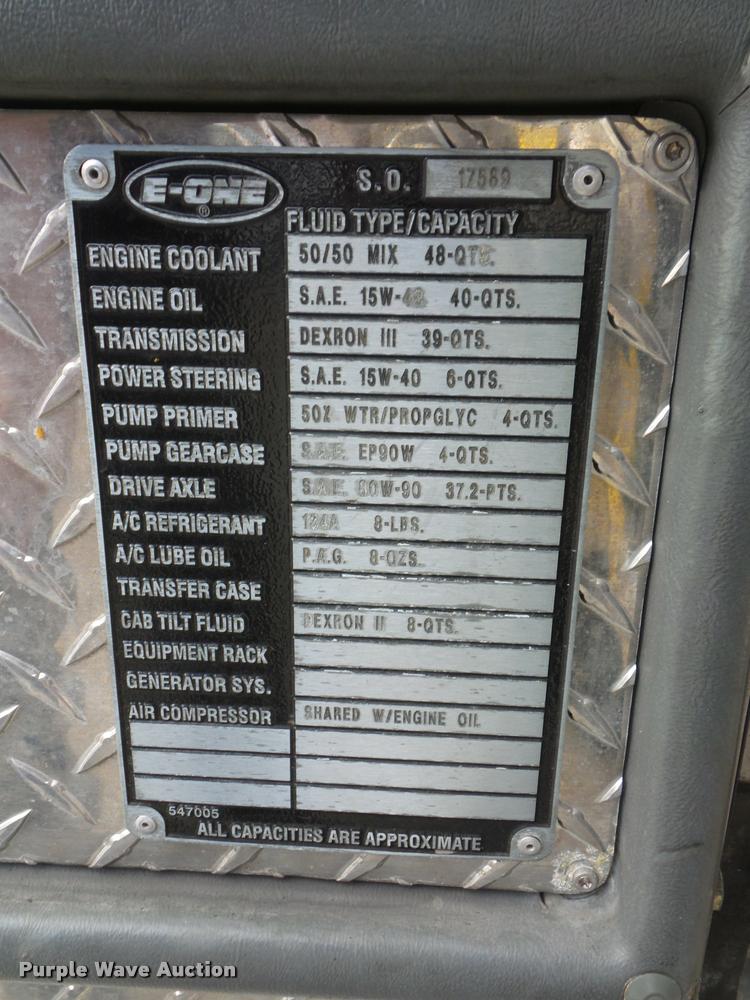 E-ONE
®
S.O. 17569
FLUID TYPE/CAPACITY
ENGINE COOLANT 50/50 MIX 48-QTS.
ENGINE OIL S.A.E. 15W-40 40-QTS.
TRANSMISSION DEXRON III 39-QTS.
POWER STEERING S.A.E. 15W-40 6-QTS.
PUMP PRIMER 50% WTR/PROPGLYC 4-QTS.
PUMP GEARCASE S.A.E. EP90W 4-QTS.
DRIVE AXLE S.A.E. 80W-90 37.2-PTS.
A/C REFRIGERANT 134A 8-LBS.
A/C LUBE OIL P.A.G. 8-OZS.
TRANSFER CASE
CAB TILT FLUID DEXRON II 8-QTS.
EQUIPMENT RACK
GENERATOR SYS.
AIR COMPRESSOR SHARED W/ENGINE OIL
547005
ALL CAPACITIES ARE APPROXIMATE
Purple Wave Auction